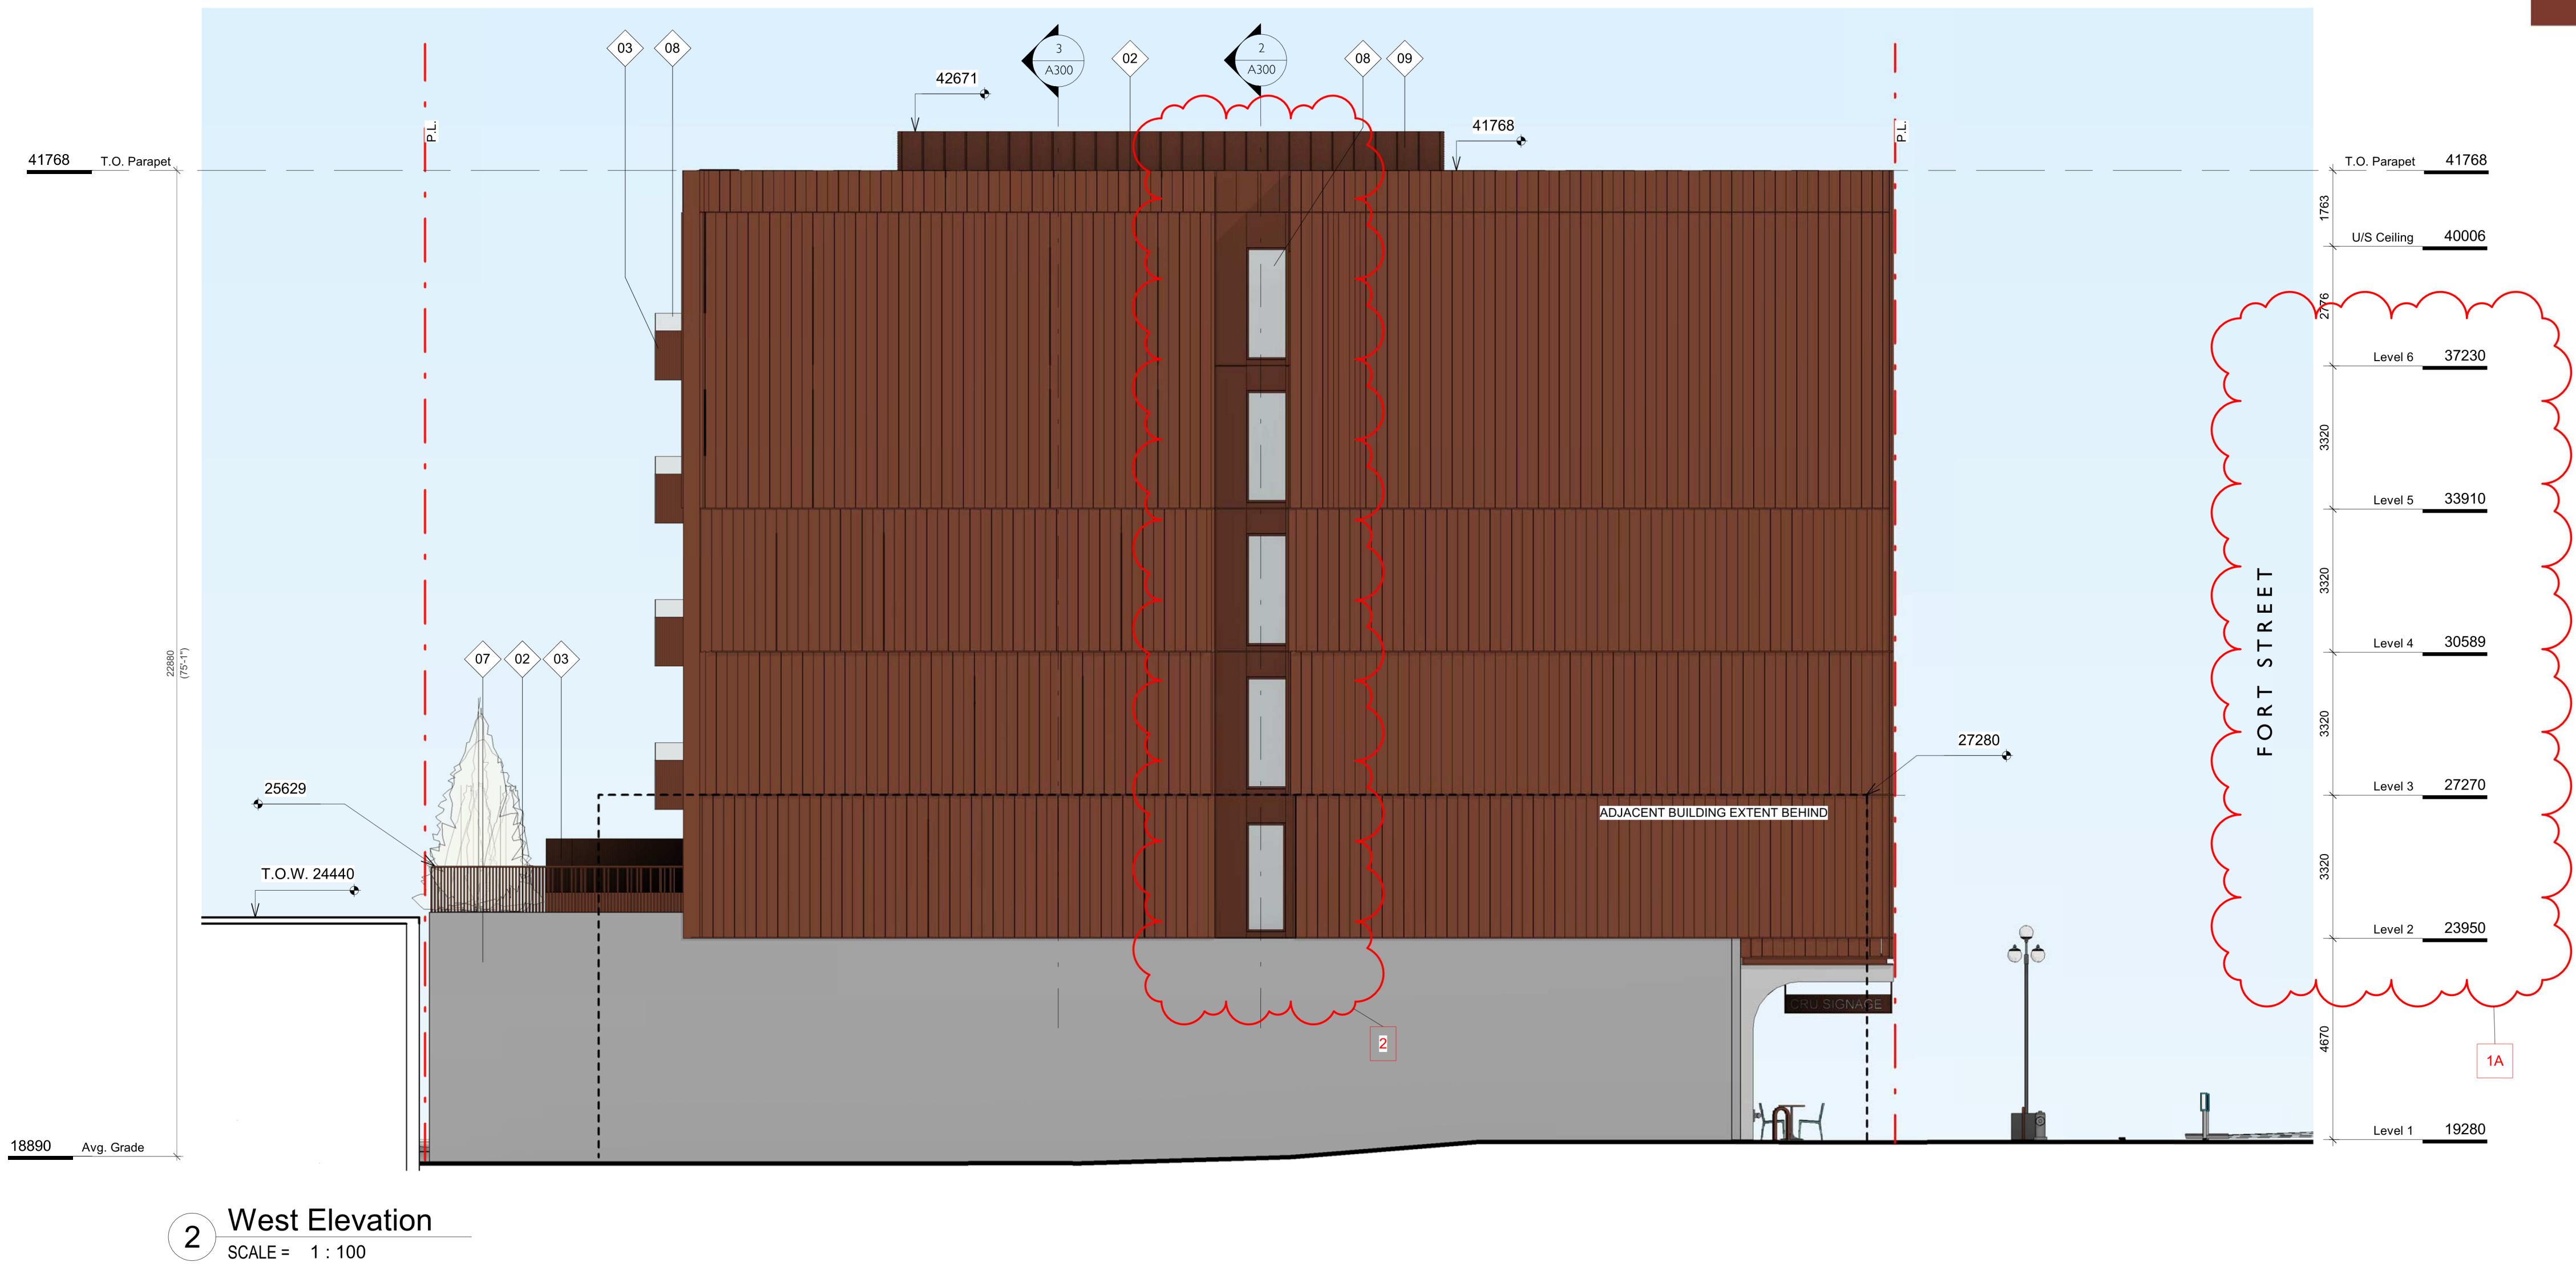 03
08
3
A300
02
2
A300
08
09
42671
41768
P.L.
P.L.
41768 T.O. Parapet
T.O. Parapet 41768
1763
U/S Ceiling 40006
2776
Level 6 37230
3320
Level 5 33910
3320
FORT STREET
Level 4 30589
22880
(75'-1")
07
02
03
3320
27280
25629
Level 3 27270
ADJACENT BUILDING EXTENT BEHIND
T.O.W. 24440
3320
Level 2 23950
CRU SIGNAGE
2
4670
1A
Level 1 19280
18890 Avg. Grade
2
West Elevation
SCALE = 1 : 100